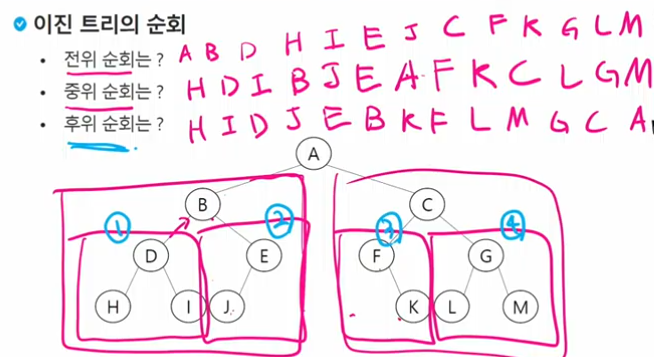 이진 트리의 순회
• 전위 순회는 ? A B D H I E J C F K G L M
• 중위 순회는 ? H D I B J E A F K C L G M
• 후위 순회는 ? H I D J E B K F L M G C A
A
B C
① ② ③ ④
D E F G
H I J K L M